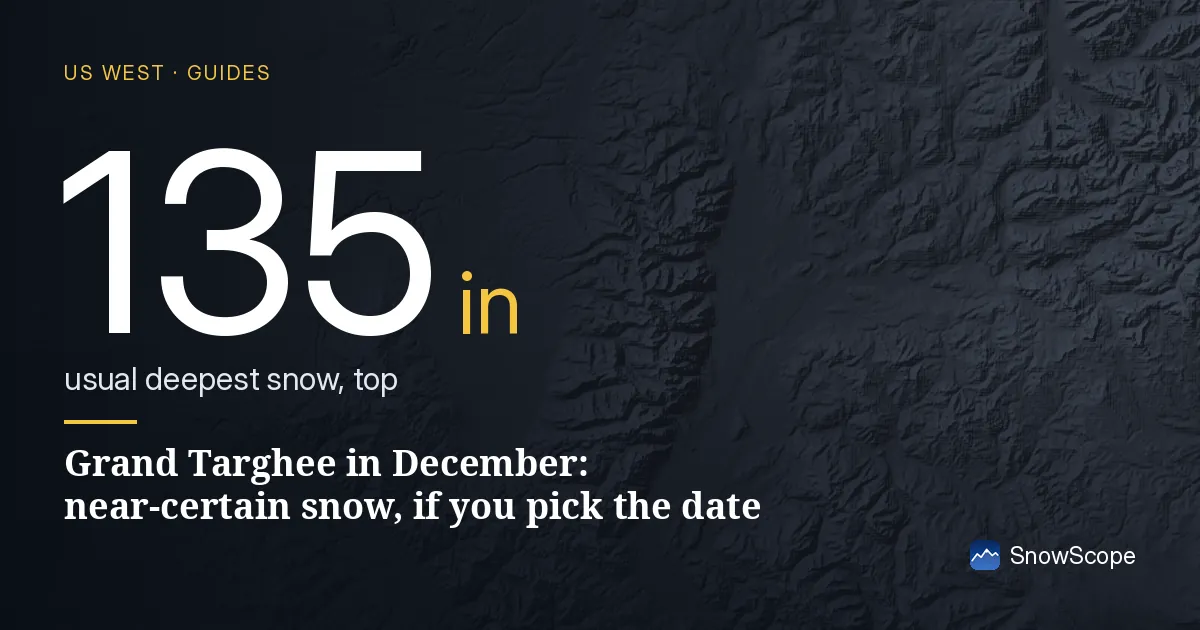 US WEST · GUIDES
135 in
usual deepest snow, top
Grand Targhee in December:
near-certain snow, if you pick the date
SnowScope